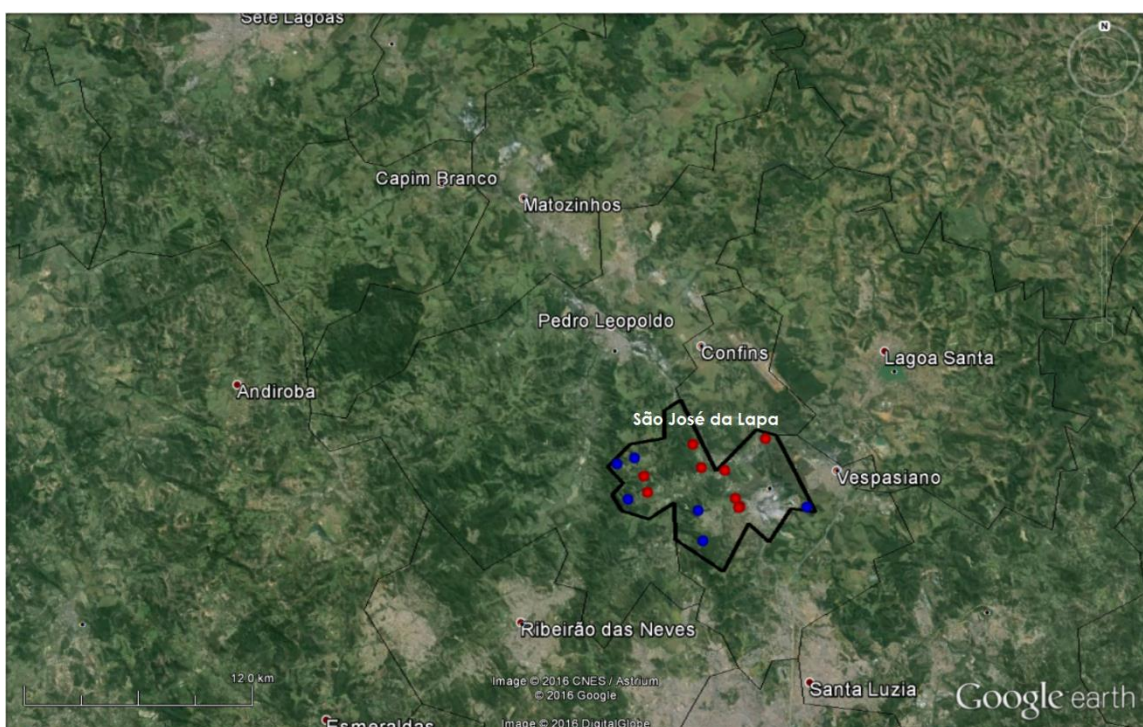 Sete Lagoas
N
Capim Branco
Matozinhos
Pedro Leopoldo
Confins
Lagoa Santa
Andiroba
São José da Lapa
Vespasiano
Ribeirão das Neves
12.0 km
Image © 2016 CNES / Astrium
© 2016 Google
Santa Luzia
Google earth
Esmeraldas
Image © 2016 DigitalGlobe